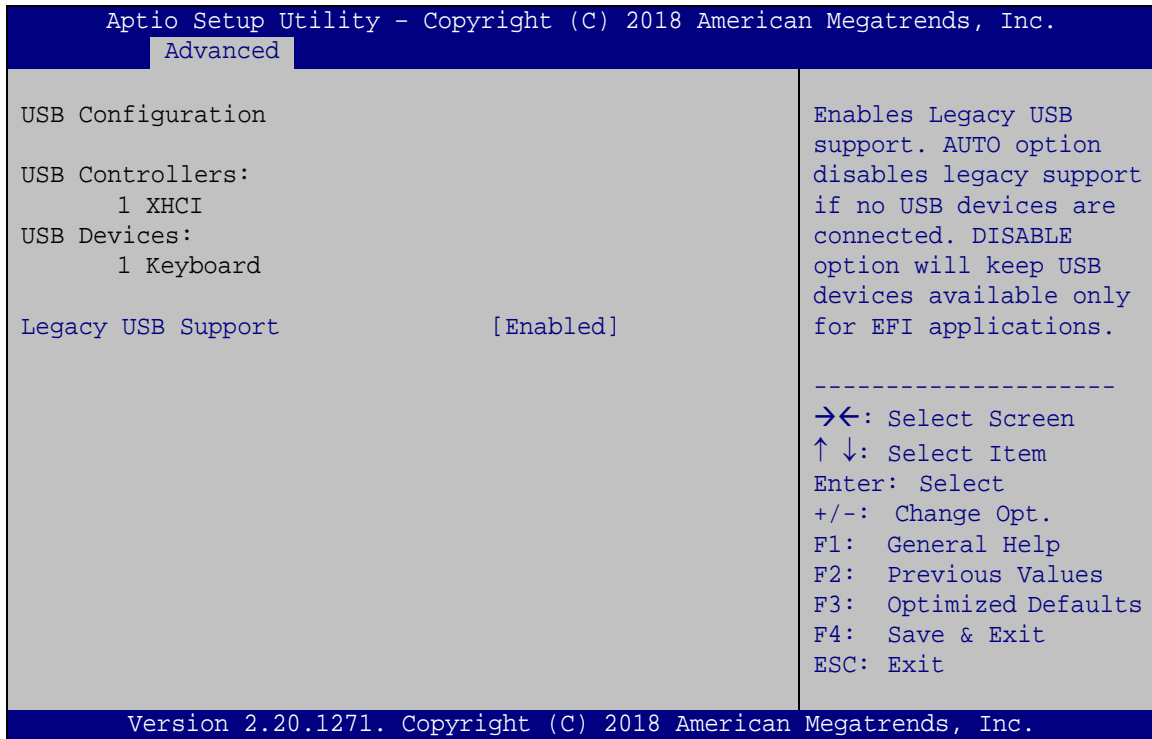 Aptio Setup Utility – Copyright (C) 2018 American Megatrends, Inc.
Advanced
USB Configuration
USB Controllers:
1 XHCI
USB Devices:
1 Keyboard
Legacy USB Support [Enabled]
Enables Legacy USB
support. AUTO option
disables legacy support
if no USB devices are
connected. DISABLE
option will keep USB
devices available only
for EFI applications.
---------------------
→←: Select Screen
↑ ↓: Select Item
Enter: Select
+/-: Change Opt.
F1: General Help
F2: Previous Values
F3: Optimized Defaults
F4: Save & Exit
ESC: Exit
Version 2.20.1271. Copyright (C) 2018 American Megatrends, Inc.